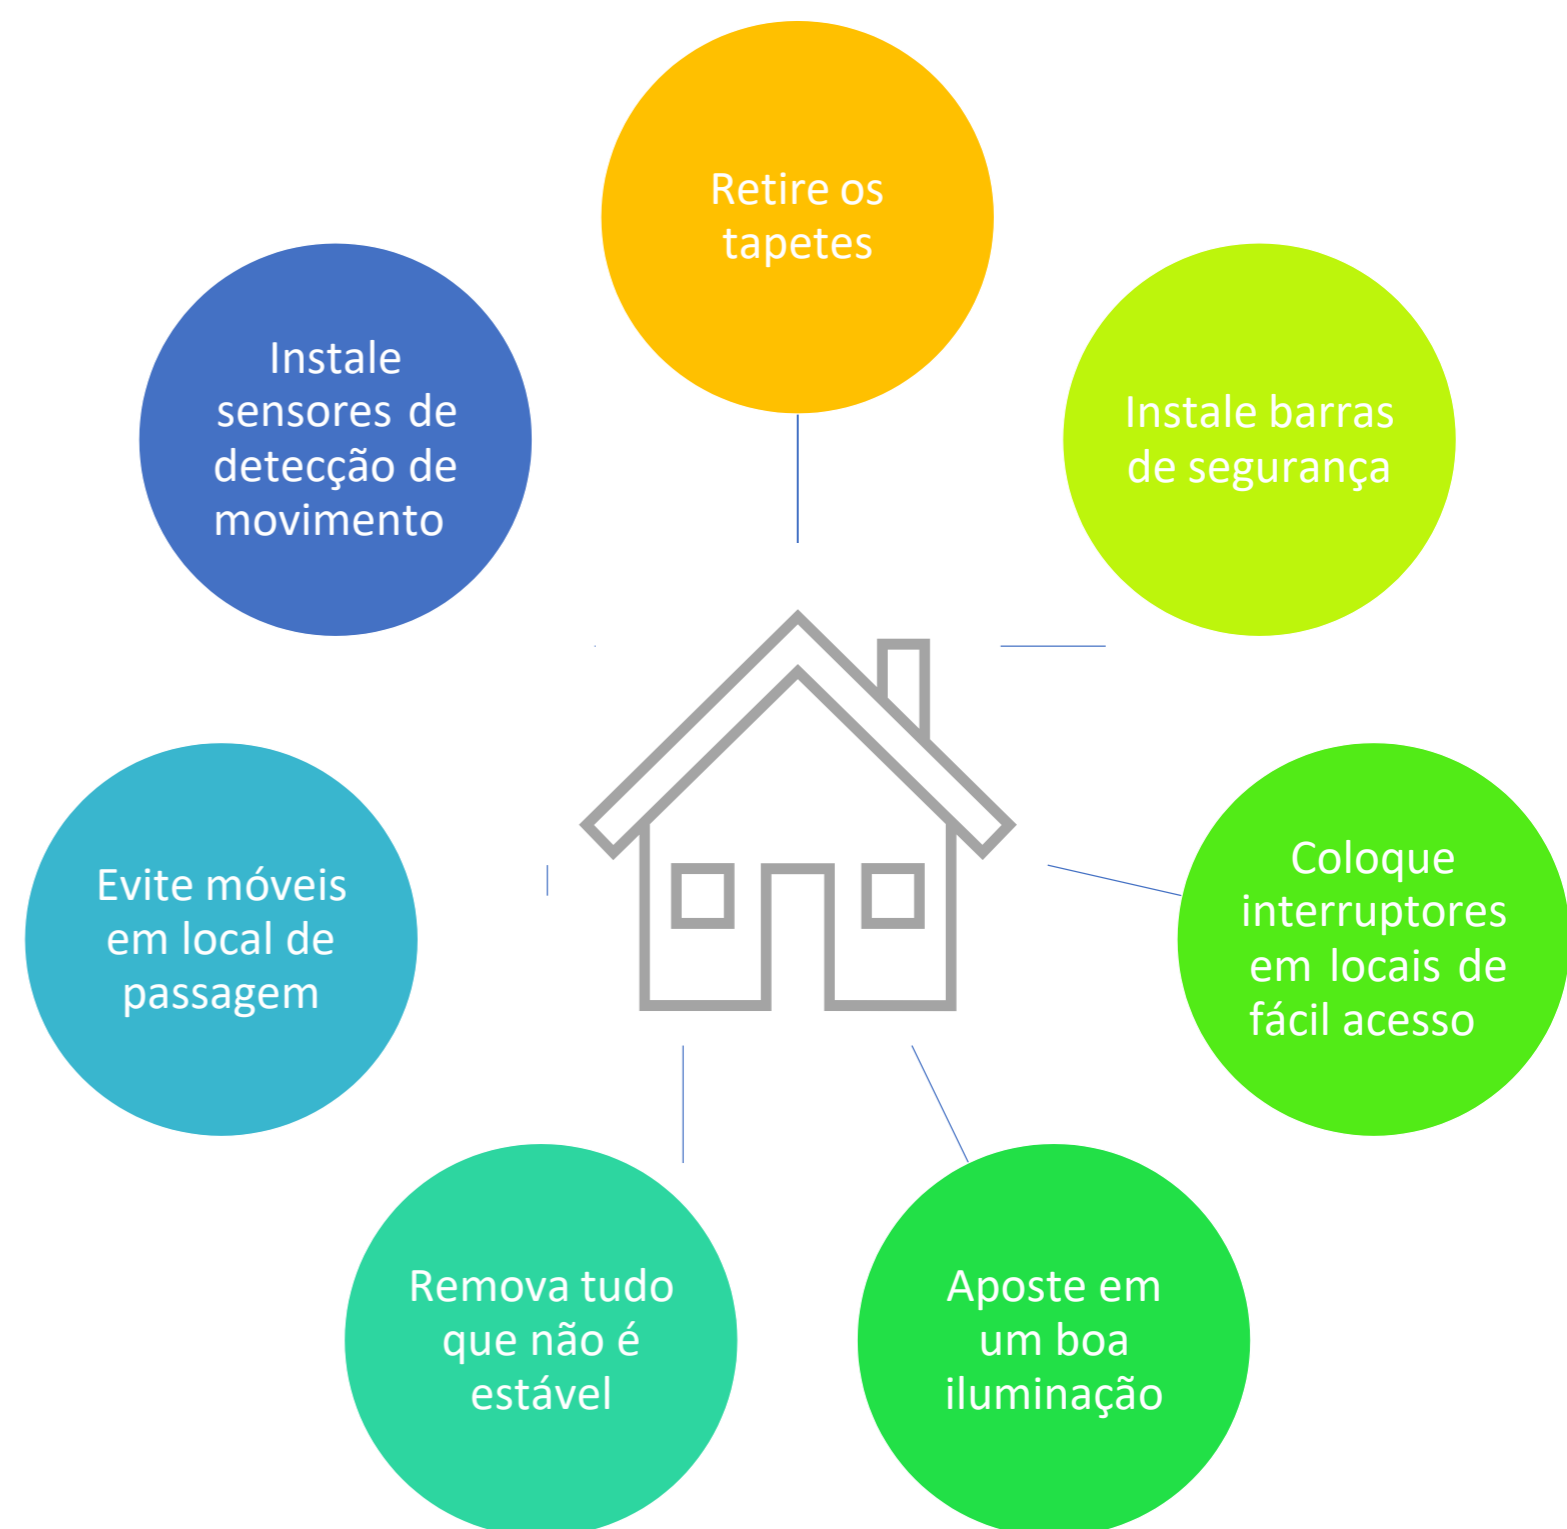 Retire os
tapetes
Instale barras
de segurança
Coloque
interruptores
em locais de
fácil acesso
Aposte em
um boa
iluminação
Remova tudo
que não é
estável
Evite móveis
em local de
passagem
Instale
sensores de
detecção de
movimento